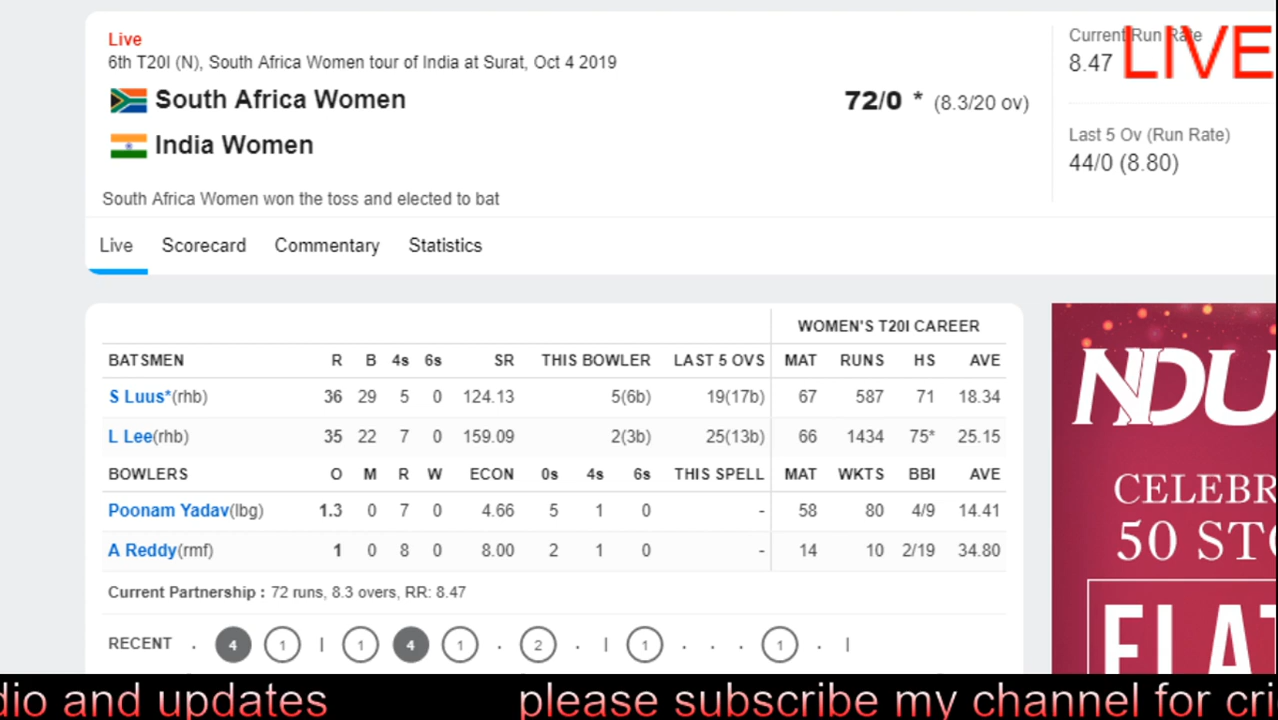 Live
6th T20I (N), South Africa Women tour of India at Surat, Oct 4 2019
South Africa Women 72/0 * (8.3/20 ov)
India Women
South Africa Women won the toss and elected to bat
Current Run Rate
8.47
LIVE
Last 5 Ov (Run Rate)
44/0 (8.80)
Live Scorecard Commentary Statistics
WOMEN'S T20I CAREER
BATSMEN R B 4s 6s SR THIS BOWLER LAST 5 OVS MAT RUNS HS AVE
S Luus*(rhb) 36 29 5 0 124.13 5(6b) 19(17b) 67 587 71 18.34
L Lee(rhb) 35 22 7 0 159.09 2(3b) 25(13b) 66 1434 75* 25.15
BOWLERS O M R W ECON 0s 4s 6s THIS SPELL MAT WKTS BBI AVE
Poonam Yadav(lbg) 1.3 0 7 0 4.66 5 1 0 - 58 80 4/9 14.41
A Reddy(rmf) 1 0 8 0 8.00 2 1 0 - 14 10 2/19 34.80
Current Partnership : 72 runs, 8.3 overs, RR: 8.47
RECENT . 4 1 | 1 4 1 . 2 . | 1 . . . 1 . |
NDU
CELEBR
50 STO
FLA
dio and updates please subscribe my channel for cri